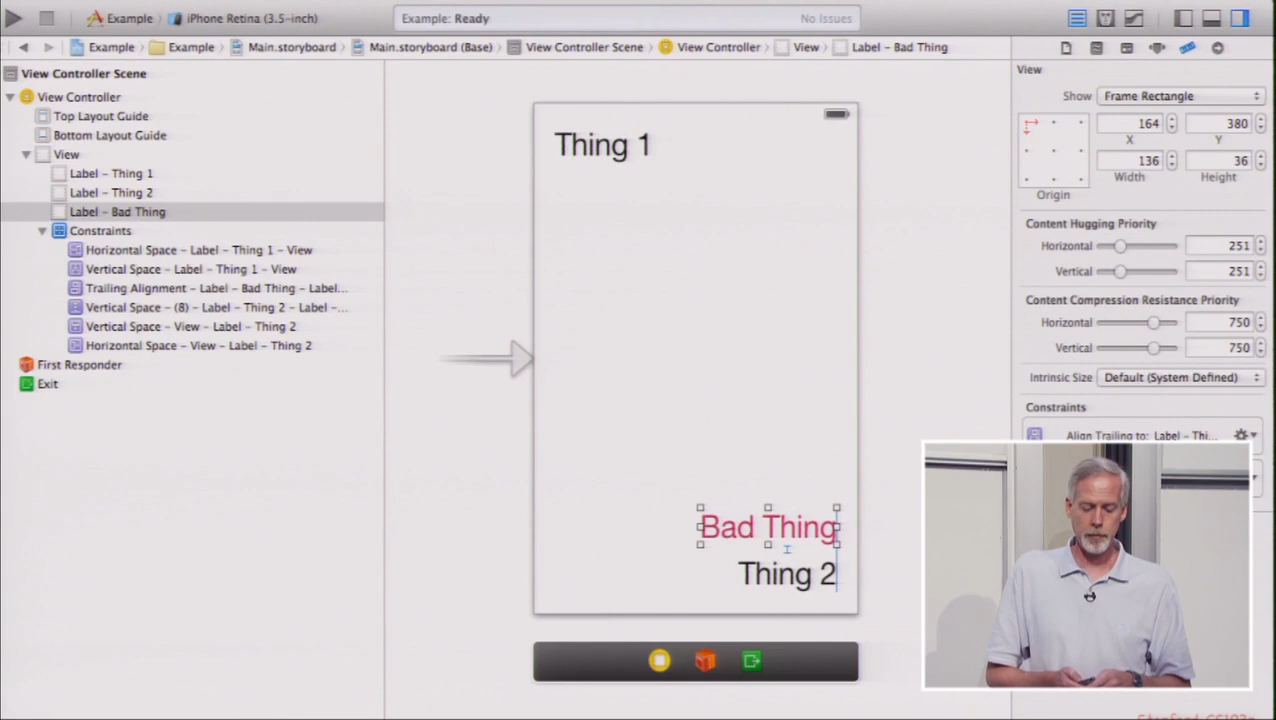 Example › iPhone Retina (3.5-inch)
Example: Ready
No Issues
Example › Example › Main.storyboard › Main.storyboard (Base) › View Controller Scene › View Controller › View › Label – Bad Thing
View Controller Scene
View Controller
Top Layout Guide
Bottom Layout Guide
View
Label – Thing 1
Label – Thing 2
Label – Bad Thing
Constraints
Horizontal Space – Label – Thing 1 – View
Vertical Space – Label – Thing 1 – View
Trailing Alignment – Label – Bad Thing – Label...
Vertical Space – (8) – Label – Thing 2 – Label –...
Vertical Space – View – Label – Thing 2
Horizontal Space – View – Label – Thing 2
First Responder
Exit
Thing 1
Bad Thing
Thing 2
View
Show Frame Rectangle
164 380
X Y
136 36
Width Height
Origin
Content Hugging Priority
Horizontal 251
Vertical 251
Content Compression Resistance Priority
Horizontal 750
Vertical 750
Intrinsic Size Default (System Defined)
Constraints
Align Trailing to: Label – Thi...